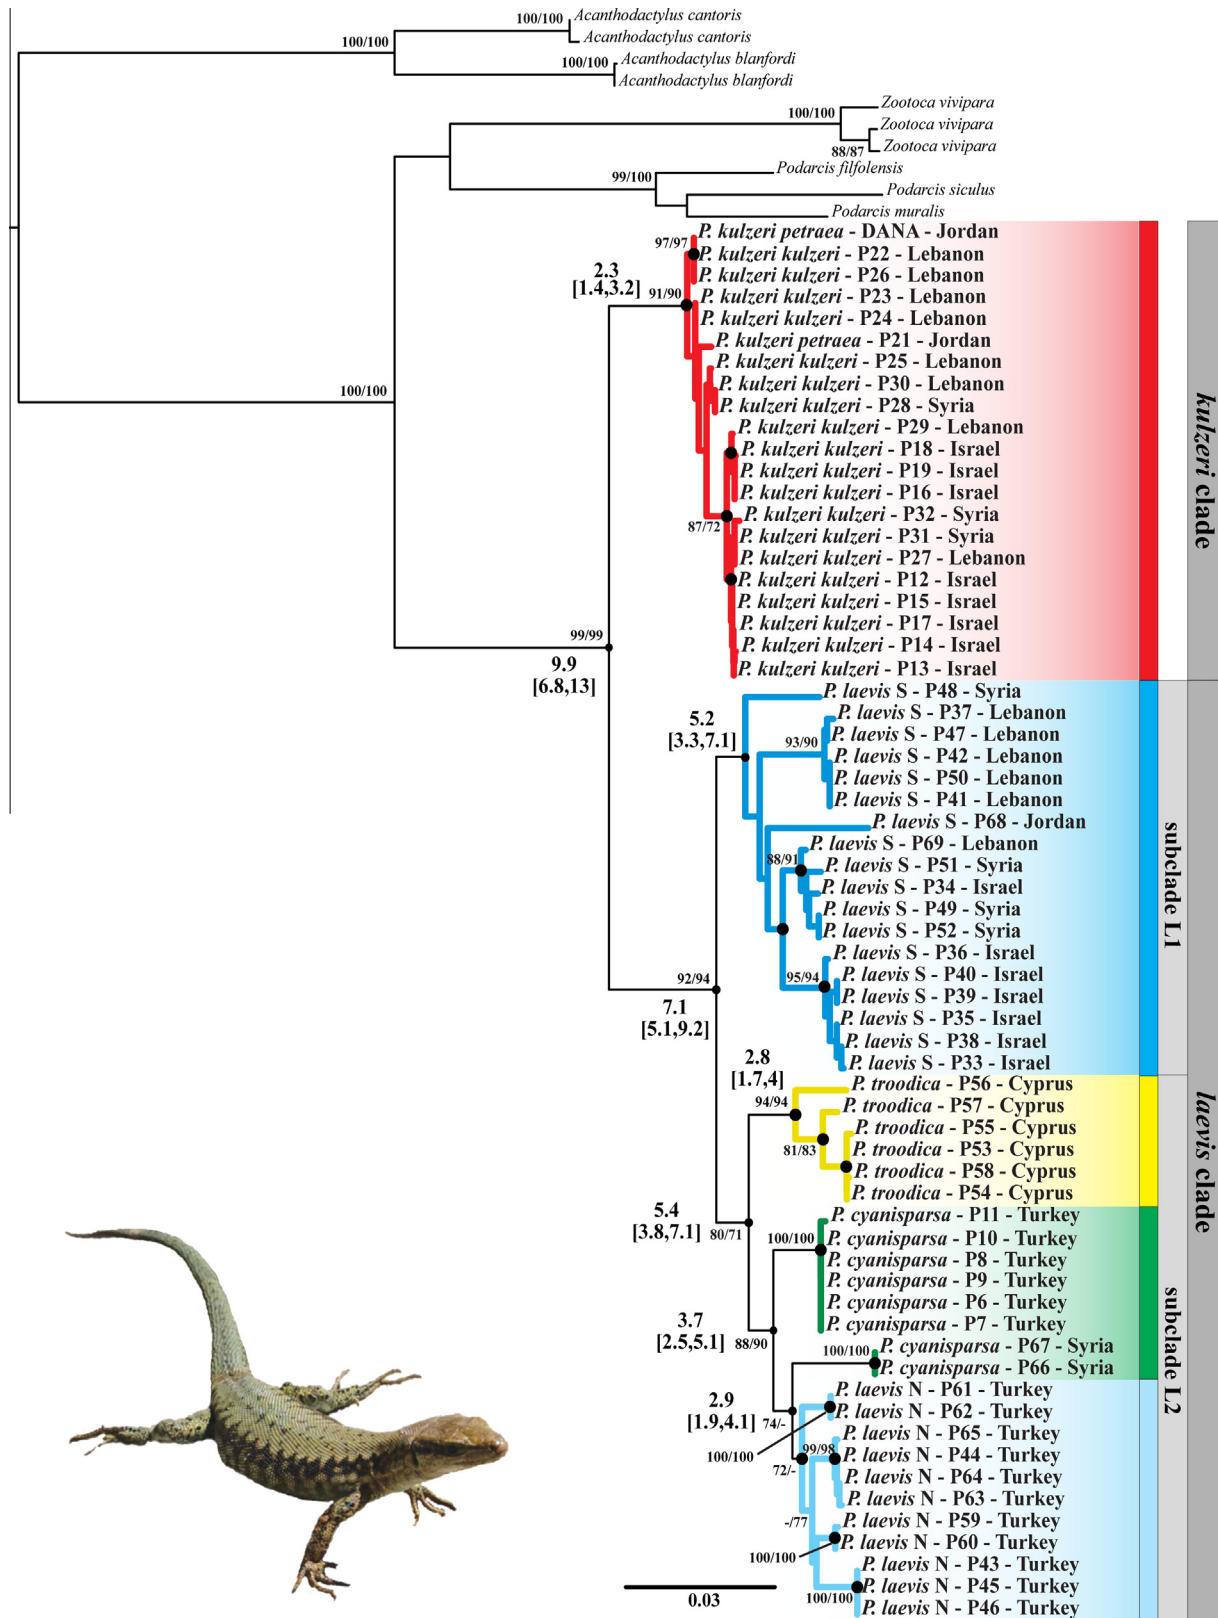 Acanthodactylus cantoris
100/100
Acanthodactylus cantoris
100/100
Acanthodactylus blanfordi
100/100
Acanthodactylus blanfordi
Zootoca vivipara
100/100
Zootoca vivipara
Zootoca vivipara
88/87
Podarcis filfolensis
99/100
Podarcis siculus
Podarcis muralis
P. kulzeri petraea - DANA - Jordan
97/97
P. kulzeri kulzeri - P22 - Lebanon
P. kulzeri kulzeri - P26 - Lebanon
2.3
[1.4,3.2]
91/90
P. kulzeri kulzeri - P23 - Lebanon
P. kulzeri kulzeri - P24 - Lebanon
P. kulzeri petraea - P21 - Jordan
P. kulzeri kulzeri - P25 - Lebanon
P. kulzeri kulzeri - P30 - Lebanon
100/100
P. kulzeri kulzeri - P28 - Syria
P. kulzeri kulzeri - P29 - Lebanon
P. kulzeri kulzeri - P18 - Israel
P. kulzeri kulzeri - P19 - Israel
P. kulzeri kulzeri - P16 - Israel
P. kulzeri kulzeri - P32 - Syria
87/72
P. kulzeri kulzeri - P31 - Syria
P. kulzeri kulzeri - P27 - Lebanon
P. kulzeri kulzeri - P12 - Israel
P. kulzeri kulzeri - P15 - Israel
P. kulzeri kulzeri - P17 - Israel
P. kulzeri kulzeri - P14 - Israel
P. kulzeri kulzeri - P13 - Israel
kulzeri clade
99/99
9.9
[6.8,13]
P. laevis S - P48 - Syria
P. laevis S - P37 - Lebanon
5.2
[3.3,7.1]
P. laevis S - P47 - Lebanon
93/90
P. laevis S - P42 - Lebanon
P. laevis S - P50 - Lebanon
P. laevis S - P41 - Lebanon
P. laevis S - P68 - Jordan
P. laevis S - P69 - Lebanon
88/91
P. laevis S - P51 - Syria
P. laevis S - P34 - Israel
P. laevis S - P49 - Syria
P. laevis S - P52 - Syria
P. laevis S - P36 - Israel
95/94
P. laevis S - P40 - Israel
P. laevis S - P39 - Israel
P. laevis S - P35 - Israel
P. laevis S - P38 - Israel
P. laevis S - P33 - Israel
subclade L1
92/94
7.1
[5.1,9.2]
2.8
[1.7,4]
P. troodica - P56 - Cyprus
94/94
P. troodica - P57 - Cyprus
P. troodica - P55 - Cyprus
81/83
P. troodica - P53 - Cyprus
P. troodica - P58 - Cyprus
P. troodica - P54 - Cyprus
laevis clade
5.4
[3.8,7.1]
80/71
P. cyanisparsa - P11 - Turkey
100/100
P. cyanisparsa - P10 - Turkey
P. cyanisparsa - P8 - Turkey
P. cyanisparsa - P9 - Turkey
P. cyanisparsa - P6 - Turkey
P. cyanisparsa - P7 - Turkey
3.7
[2.5,5.1]
88/90
100/100
P. cyanisparsa - P67 - Syria
P. cyanisparsa - P66 - Syria
2.9
[1.9,4.1]
74/-
P. laevis N - P61 - Turkey
P. laevis N - P62 - Turkey
100/100
P. laevis N - P65 - Turkey
99/98
P. laevis N - P44 - Turkey
72/-
P. laevis N - P64 - Turkey
P. laevis N - P63 - Turkey
-/77
P. laevis N - P59 - Turkey
P. laevis N - P60 - Turkey
100/100
P. laevis N - P43 - Turkey
P. laevis N - P45 - Turkey
100/100
P. laevis N - P46 - Turkey
subclade L2
0.03